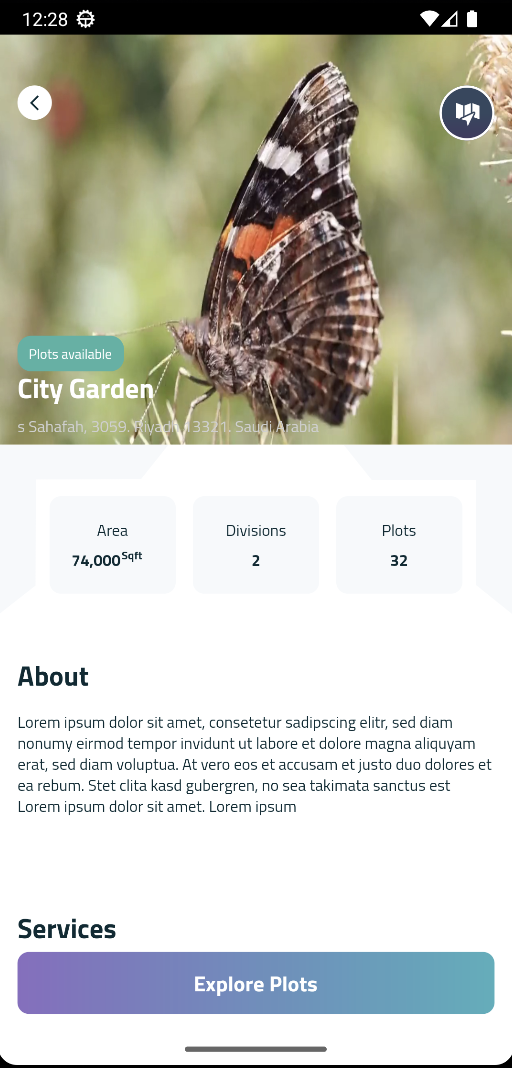 12:28
Plots available
City Garden
s Sahafah, 3059. Riyadh 13321. Saudi Arabia
Area
74,000Sqft
Divisions
2
Plots
32
About
Lorem ipsum dolor sit amet, consetetur sadipscing elitr, sed diam
nonumy eirmod tempor invidunt ut labore et dolore magna aliquyam
erat, sed diam voluptua. At vero eos et accusam et justo duo dolores et
ea rebum. Stet clita kasd gubergren, no sea takimata sanctus est
Lorem ipsum dolor sit amet. Lorem ipsum
Services
Explore Plots